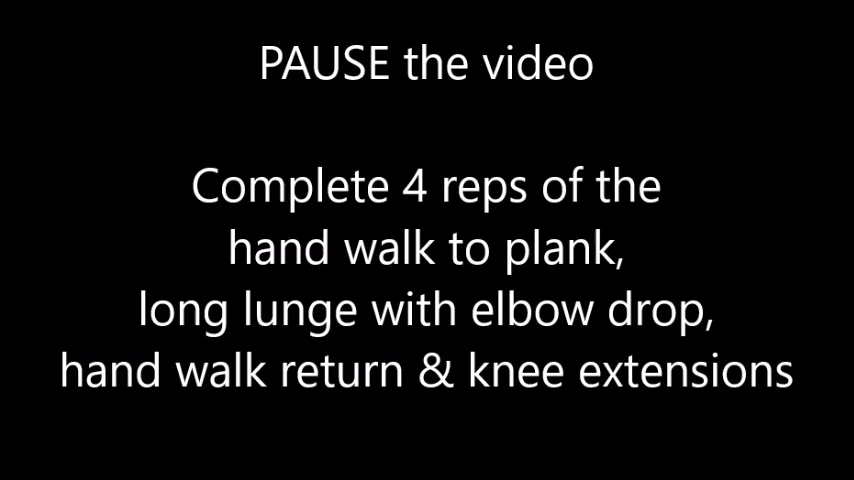 PAUSE the video
Complete 4 reps of the
hand walk to plank,
long lunge with elbow drop,
hand walk return & knee extensions